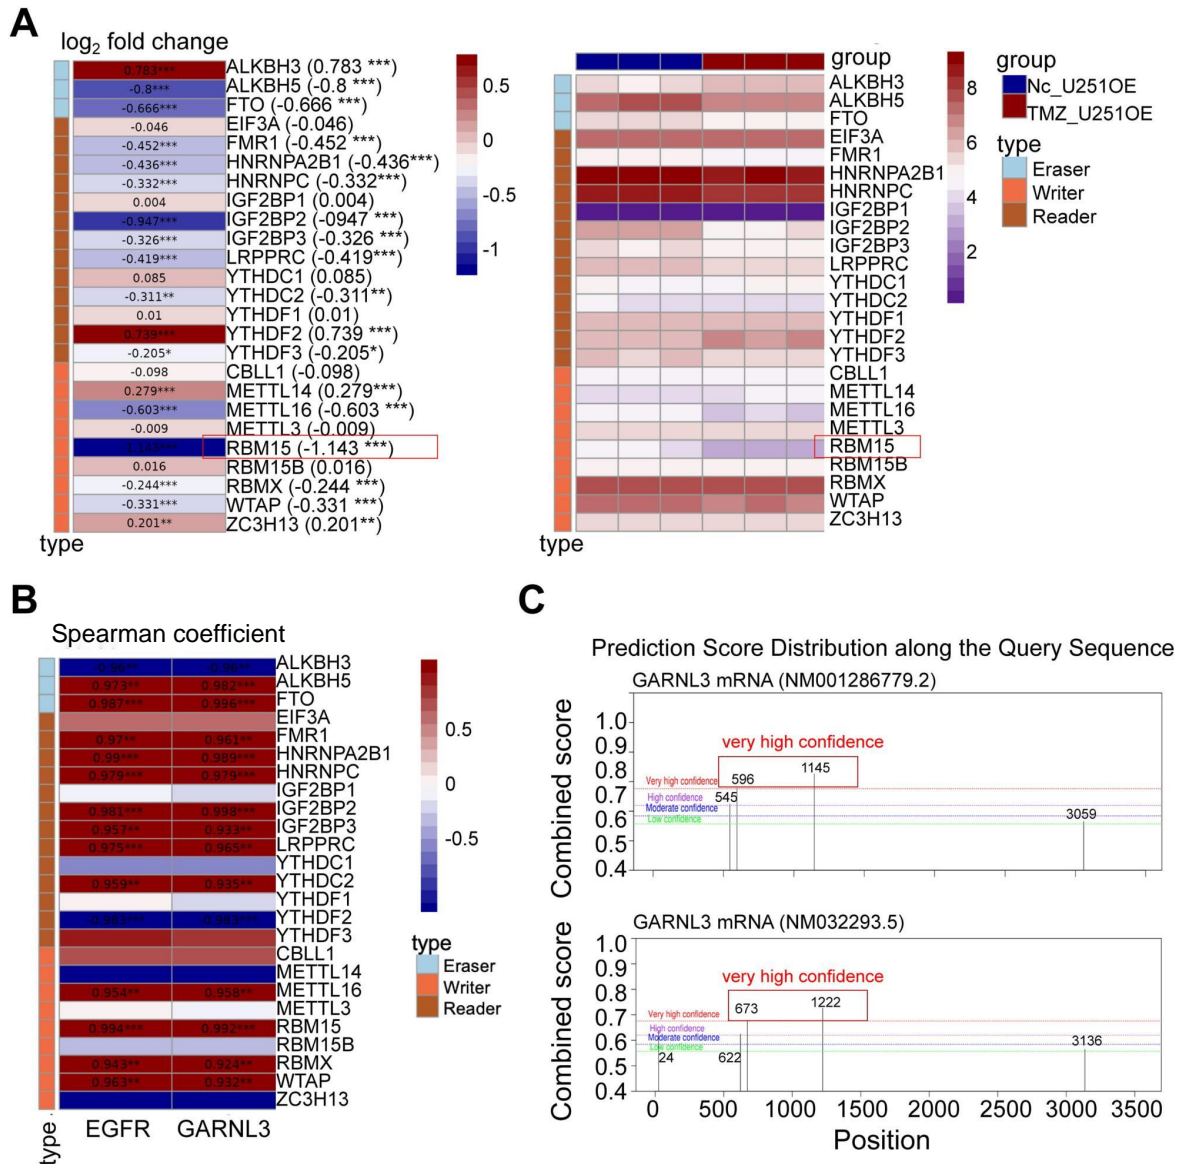 A
log2 fold change
0.783***
ALKBH3 (0.783 ***)
-0.8***
ALKBH5 (-0.8 ***)
-0.666***
FTO (-0.666 ***)
-0.046
EIF3A (-0.046)
-0.452***
FMR1 (-0.452 ***)
-0.436***
HNRNPA2B1 (-0.436***)
-0.332***
HNRNPC (-0.332***)
0.004
IGF2BP1 (0.004)
-0.947***
IGF2BP2 (-0947 ***)
-0.326***
IGF2BP3 (-0.326 ***)
-0.419***
LRPPRC (-0.419***)
0.085
YTHDC1 (0.085)
-0.311**
YTHDC2 (-0.311**)
0.01
YTHDF1 (0.01)
0.739***
YTHDF2 (0.739 ***)
-0.205*
YTHDF3 (-0.205*)
-0.098
CBLL1 (-0.098)
0.279***
METTL14 (0.279***)
-0.603***
METTL16 (-0.603 ***)
-0.009
METTL3 (-0.009)
RBM15 (-1.143 ***)
0.016
RBM15B (0.016)
-0.244***
RBMX (-0.244 ***)
-0.331***
WTAP (-0.331 ***)
0.201**
ZC3H13 (0.201**)
type
0.5
0
-0.5
-1
group
ALKBH3
ALKBH5
FTO
EIF3A
FMR1
HNRNPA2B1
HNRNPC
IGF2BP1
IGF2BP2
IGF2BP3
LRPPRC
YTHDC1
YTHDC2
YTHDF1
YTHDF2
YTHDF3
CBLL1
METTL14
METTL16
METTL3
RBM15
RBM15B
RBMX
WTAP
ZC3H13
type
8
6
4
2
group
Nc_U251OE
TMZ_U251OE
type
Eraser
Writer
Reader
B
Spearman coefficient
-0.96** -0.96** ALKBH3
0.973** 0.982*** ALKBH5
0.987*** 0.996*** FTO
EIF3A
0.97** 0.961** FMR1
0.99*** 0.989*** HNRNPA2B1
0.979*** 0.979*** HNRNPC
IGF2BP1
0.981*** 0.998*** IGF2BP2
0.957** 0.933** IGF2BP3
0.975*** 0.965** LRPPRC
YTHDC1
0.959** 0.935** YTHDC2
YTHDF1
YTHDF2
YTHDF3
CBLL1
METTL14
0.954** 0.958** METTL16
METTL3
0.994*** 0.992*** RBM15
RBM15B
0.943** 0.924** RBMX
0.963** 0.932** WTAP
ZC3H13
type
EGFR
GARNL3
0.5
0
-0.5
type
Eraser
Writer
Reader
C
Prediction Score Distribution along the Query Sequence
GARNL3 mRNA (NM001286779.2)
Combined score
1.0
0.9
0.8
0.7
0.6
0.5
0.4
very high confidence
Very high confidence
High confidence
Moderate confidence
Low confidence
545
596
1145
3059
GARNL3 mRNA (NM032293.5)
Combined score
1.0
0.9
0.8
0.7
0.6
0.5
0.4
very high confidence
Very high confidence
High confidence
Moderate confidence
Low confidence
24
622
673
1222
3136
0 500 1000 1500 2000 2500 3000 3500
Position